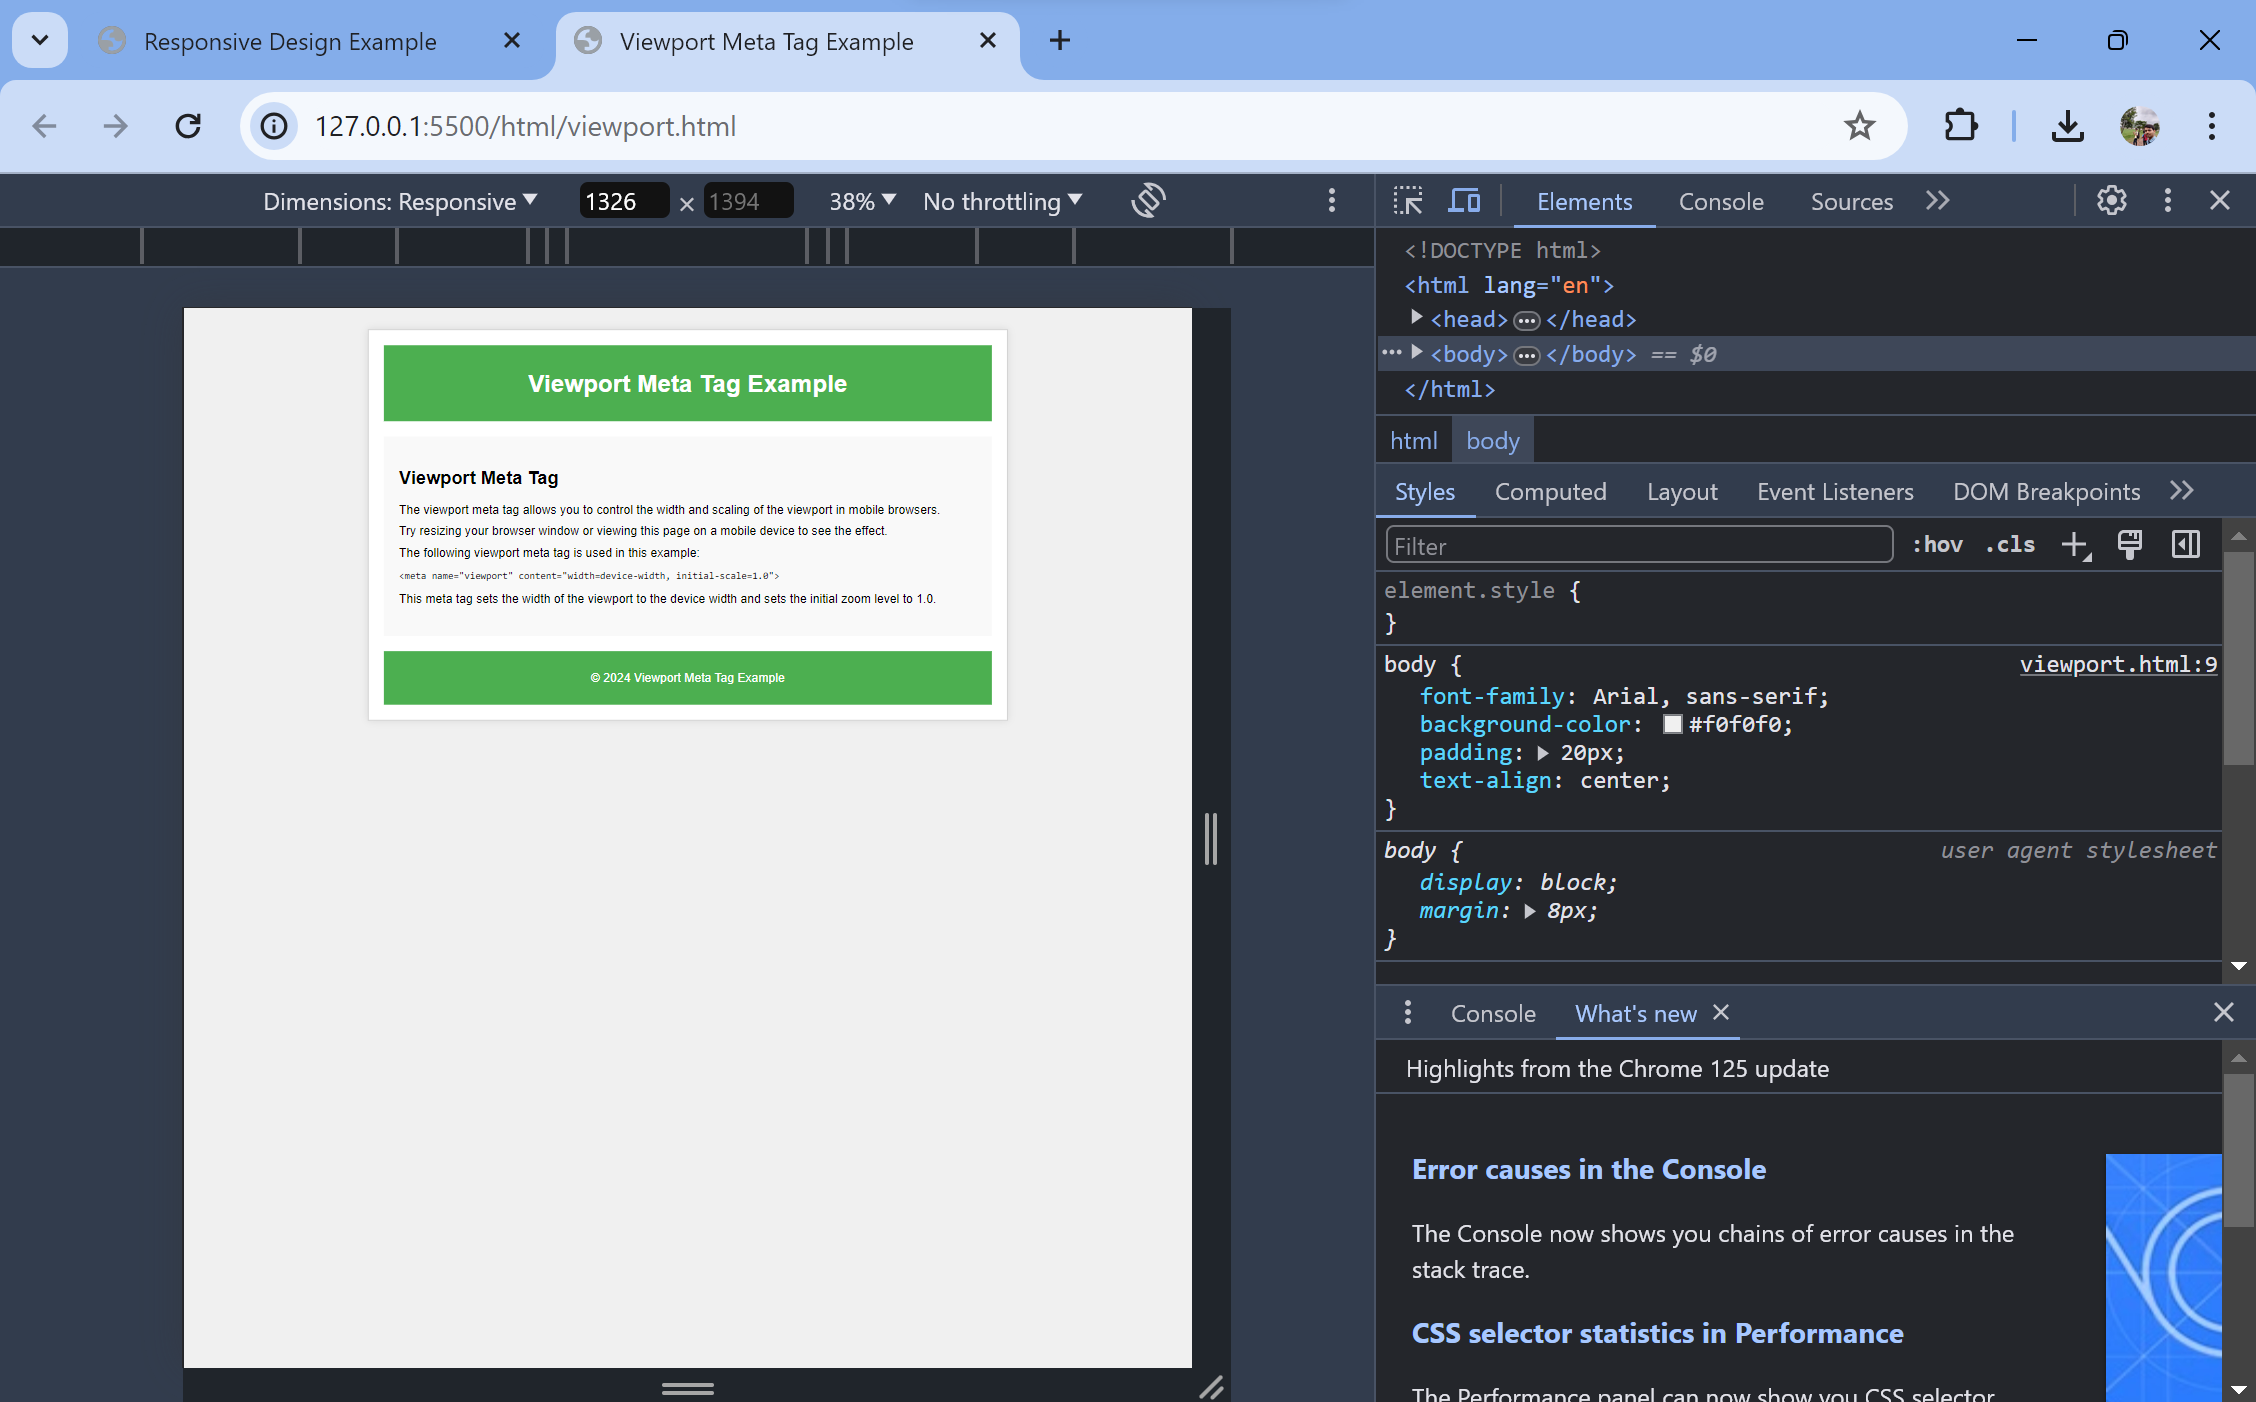 Responsive Design Example
Viewport Meta Tag Example
127.0.0.1:5500/html/viewport.html
Dimensions: Responsive 1326 × 1394 38% No throttling
Elements Console Sources
<!DOCTYPE html>
<html lang="en">
<head>…</head>
<body>…</body> == $0
</html>
html body
Styles Computed Layout Event Listeners DOM Breakpoints
Filter :hov .cls
element.style {
}
body { viewport.html:9
font-family: Arial, sans-serif;
background-color: #f0f0f0;
padding: 20px;
text-align: center;
}
body { user agent stylesheet
display: block;
margin: 8px;
}
Console What's new
Highlights from the Chrome 125 update
Error causes in the Console
The Console now shows you chains of error causes in the
stack trace.
CSS selector statistics in Performance
The Performance panel can now show you CSS selector
Viewport Meta Tag Example
Viewport Meta Tag
The viewport meta tag allows you to control the width and scaling of the viewport in mobile browsers.
Try resizing your browser window or viewing this page on a mobile device to see the effect.
The following viewport meta tag is used in this example:
<meta name="viewport" content="width=device-width, initial-scale=1.0">
This meta tag sets the width of the viewport to the device width and sets the initial zoom level to 1.0.
© 2024 Viewport Meta Tag Example